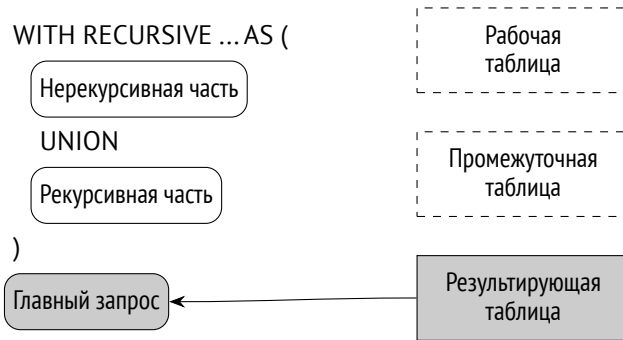 WITH RECURSIVE ... AS (
Нерекурсивная часть
UNION
Рекурсивная часть
)
Главный запрос
Рабочая
таблица
Промежуточная
таблица
Результирующая
таблица